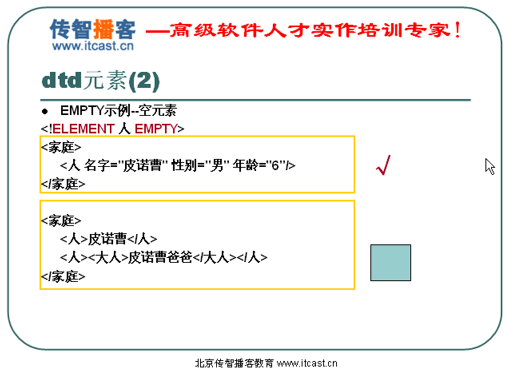 传智播客 —高级软件人才实作培训专家!
www.itcast.cn
dtd元素(2)
● EMPTY示例--空元素
<!ELEMENT 人 EMPTY>
<家庭>
<人 名字="皮诺曹" 性别="男" 年龄="6"/>
</家庭>
√
<家庭>
<人>皮诺曹</人>
<人><大人>皮诺曹爸爸</大人></人>
</家庭>
北京传智播客教育 www.itcast.cn